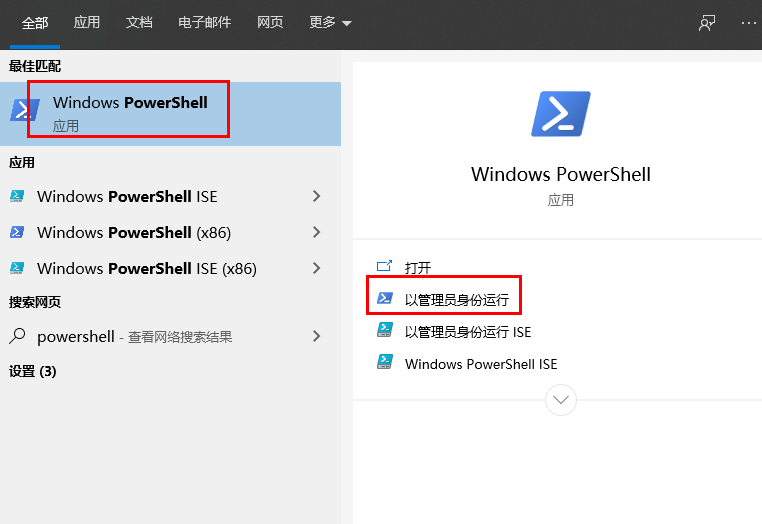 全部 应用 文档 电子邮件 网页 更多
最佳匹配
Windows PowerShell
应用
应用
Windows PowerShell ISE
Windows PowerShell (x86)
Windows PowerShell ISE (x86)
搜索网页
powershell - 查看网络搜索结果
设置 (3)
Windows PowerShell
应用
打开
以管理员身份运行
以管理员身份运行 ISE
Windows PowerShell ISE